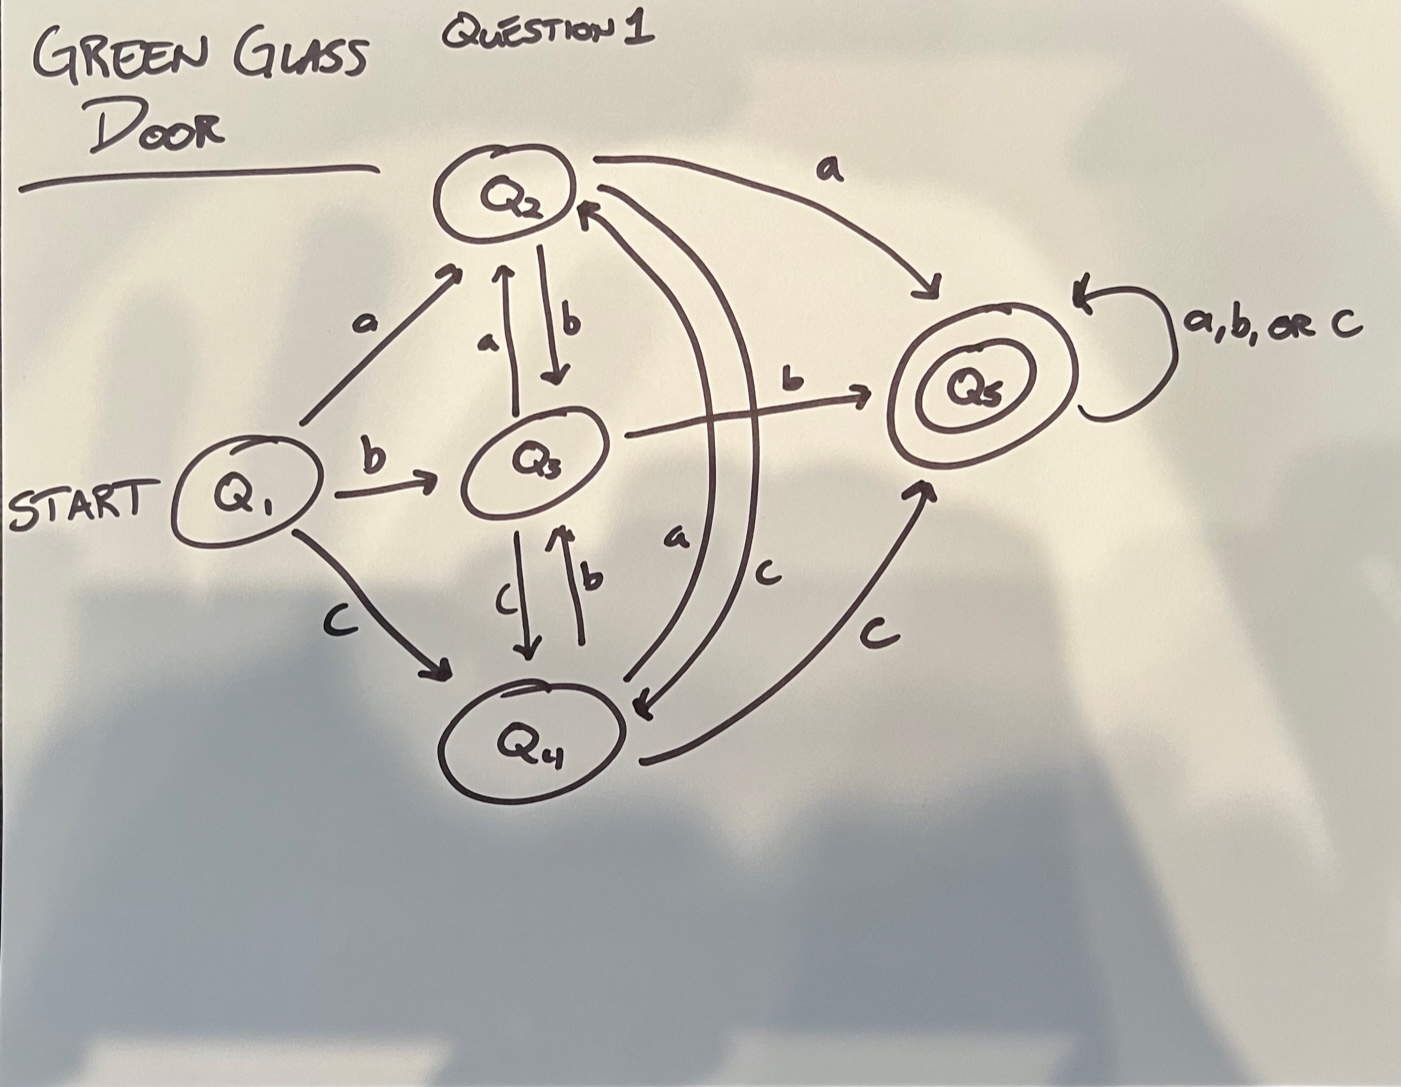 GREEN GLASS
DOOR
QUESTION 1
Q2
a
a
b
a
a, b, OR C
Q5
b
b
Q3
START
Q1
a
c
c
b
c
c
Q4